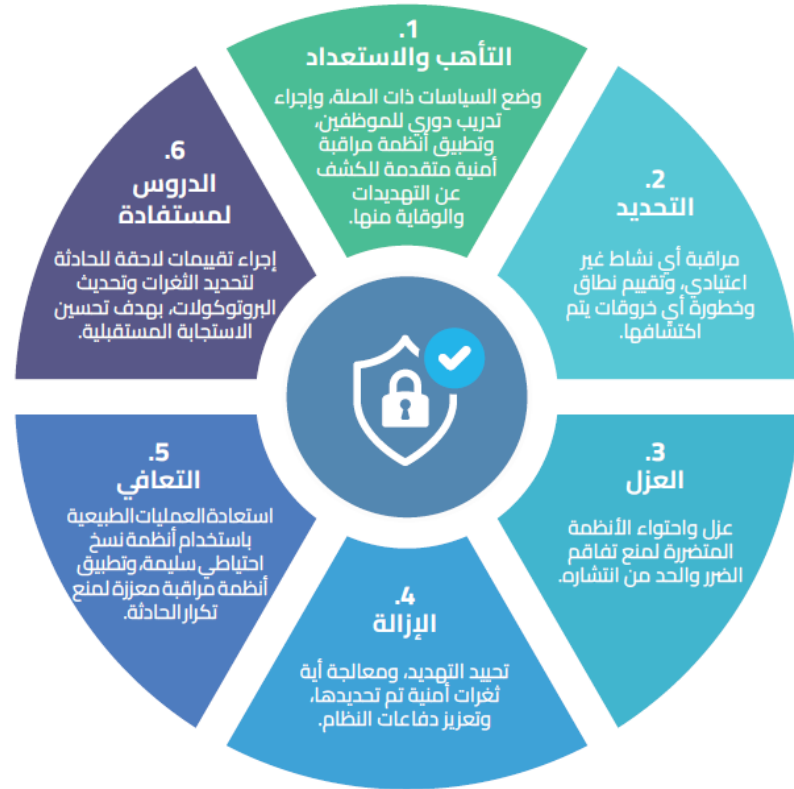 1.
التأهب والاستعداد
وضع السياسات ذات الصلة، وإجراء
تدريب دوري للموظفين،
وتطبيق أنظمة مراقبة
أمنية متقدمة للكشف
عن التهديدات
والوقاية منها.
2.
التحديد
مراقبة أي نشاط غير
اعتيادي، وتقييم نطاق
وخطورة أي خروقات يتم
اكتشافها.
3.
العزل
عزل واحتواء الأنظمة
المتضررة لمنع تفاقم
الضرر والحد من انتشاره.
4.
الإزالة
تحييد التهديد، ومعالجة أية
ثغرات أمنية تم تحديدها،
وتعزيز دفاعات النظام.
5.
التعافي
استعادة العمليات الطبيعية
باستخدام أنظمة نسخ
احتياطي سليمة، وتطبيق
أنظمة مراقبة معززة لمنع
تكرار الحادثة.
6.
الدروس
لمستفادة
إجراء تقييمات لاحقة للحادثة
لتحديد الثغرات وتحديث
البروتوكولات، بهدف تحسين
الاستجابة المستقبلية.